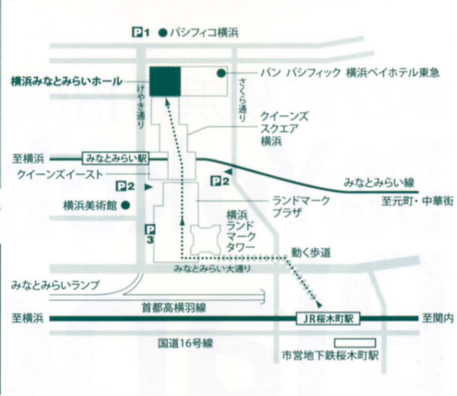 P1 ●パシフィコ横浜
横浜みなとみらいホール
パン パシフィック 横浜ベイホテル東急
けやき通り
さくら通り
クイーンズ
スクエア
横浜
至横浜
みなとみらい駅
クイーンズイースト
P2
P2
みなとみらい線
至元町・中華街
横浜美術館
ランドマーク
プラザ
P3
横浜
ランド
マーク
タワー
動く歩道
みなとみらい大通り
みなとみらいランプ
首都高横羽線
至横浜
JR桜木町駅
至関内
国道16号線
市営地下鉄桜木町駅